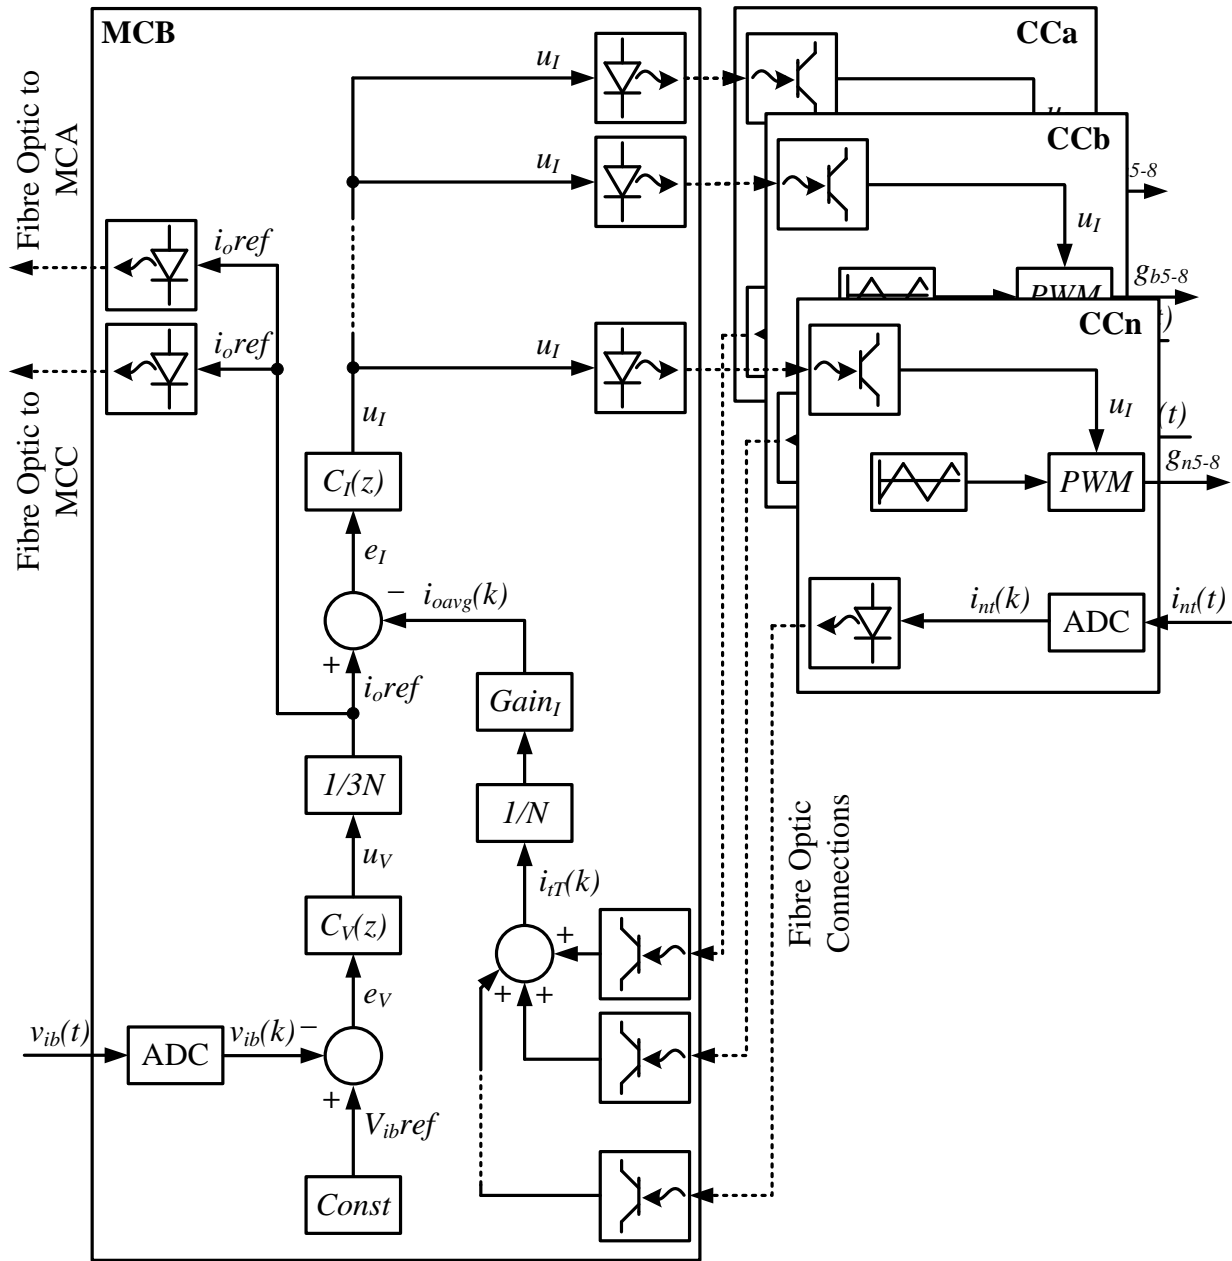 MCB
CCa
u_I
Fibre Optic to
MCA
CCb
u_I
5-8
u_I
i_oref
g_b5-8
PWM
CCn
t)
i_oref
u_I
Fibre Optic to
MCC
u_I
u_I
(t)
g_n5-8
C_I(z)
PWM
e_I
−
i_oavg(k)
i_nt(k)
ADC
i_nt(t)
+
i_oref
Gain_I
1/3N
1/N
Fibre Optic
Connections
u_V
i_tT(k)
C_V(z)
+
+
+
e_V
v_ib(t)
ADC
v_ib(k)
−
+
V_ibref
Const